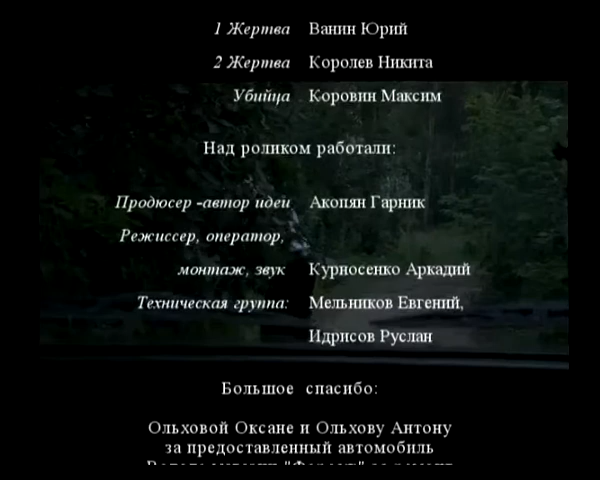 1 Жертва Ванин Юрий
2 Жертва Королев Никита
Убийца Коровин Максим
Над роликом работали:
Продюсер -автор идеи Акопян Гарник
Режиссер, оператор,
монтаж, звук Курносенко Аркадий
Техническая группа: Мельников Евгений,
Идрисов Руслан
Большое спасибо:
Ольховой Оксане и Ольхову Антону
за предоставленный автомобиль